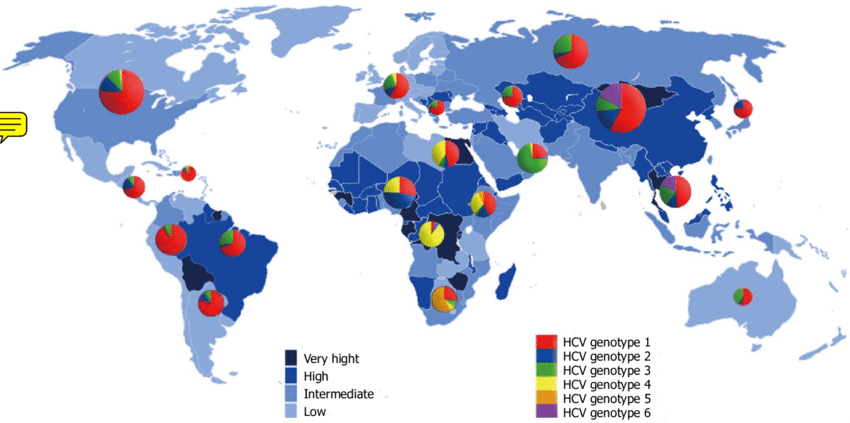 Very hight
High
Intermediate
Low
HCV genotype 1
HCV genotype 2
HCV genotype 3
HCV genotype 4
HCV genotype 5
HCV genotype 6